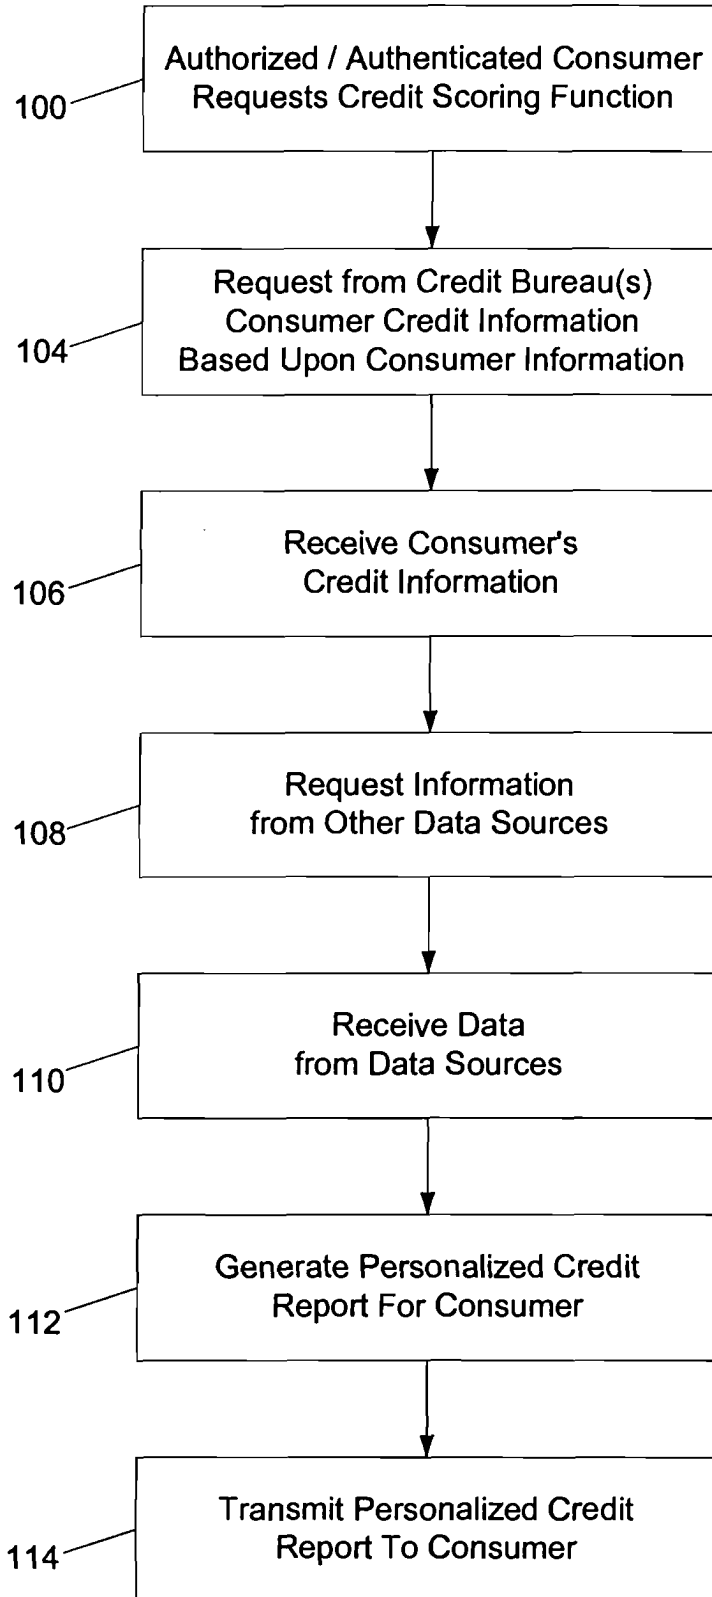 Authorized / Authenticated Consumer
Requests Credit Scoring Function
100
Request from Credit Bureau(s)
Consumer Credit Information
Based Upon Consumer Information
104
Receive Consumer's
Credit Information
106
Request Information
from Other Data Sources
108
Receive Data
from Data Sources
110
Generate Personalized Credit
Report For Consumer
112
Transmit Personalized Credit
Report To Consumer
114